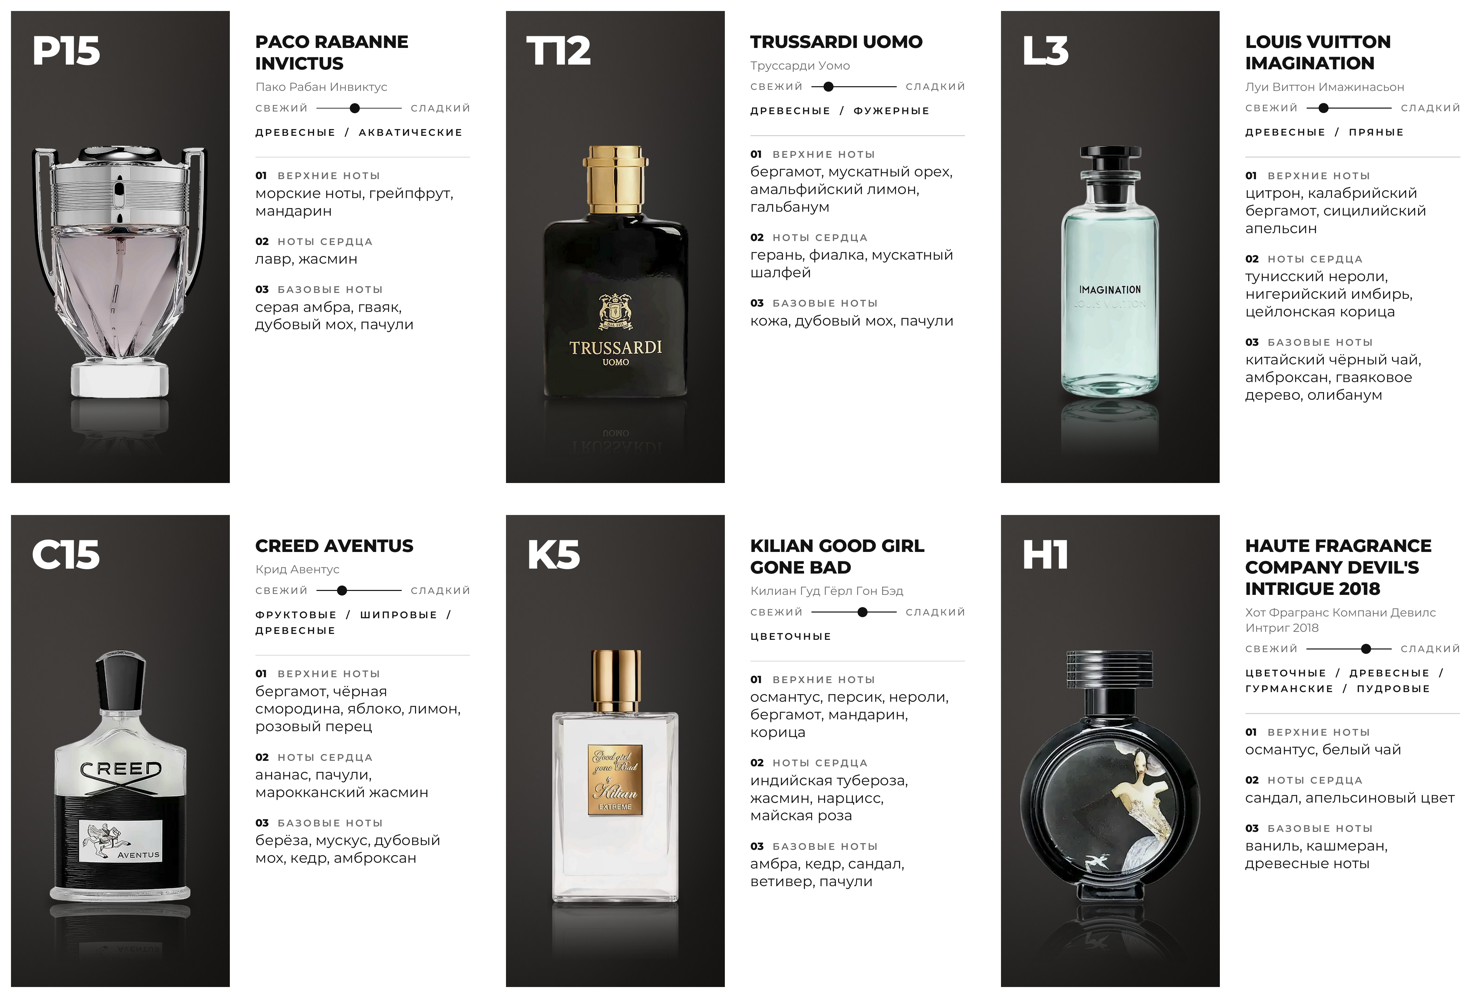 P15
PACO RABANNE
INVICTUS
Пако Рабан Инвиктус
СВЕЖИЙ СЛАДКИЙ
ДРЕВЕСНЫЕ / АКВАТИЧЕСКИЕ
01 ВЕРХНИЕ НОТЫ
морские ноты, грейпфрут,
мандарин
02 НОТЫ СЕРДЦА
лавр, жасмин
03 БАЗОВЫЕ НОТЫ
серая амбра, гваяк,
дубовый мох, пачули
T12
TRUSSARDI
UOMO
TRUSSARDI UOMO
Труссарди Уомо
СВЕЖИЙ СЛАДКИЙ
ДРЕВЕСНЫЕ / ФУЖЕРНЫЕ
01 ВЕРХНИЕ НОТЫ
бергамот, мускатный орех,
амальфийский лимон,
гальбанум
02 НОТЫ СЕРДЦА
герань, фиалка, мускатный
шалфей
03 БАЗОВЫЕ НОТЫ
кожа, дубовый мох, пачули
L3
IMAGINATION
LOUIS VUITTON
LOUIS VUITTON
IMAGINATION
Луи Виттон Имажинасьон
СВЕЖИЙ СЛАДКИЙ
ДРЕВЕСНЫЕ / ПРЯНЫЕ
01 ВЕРХНИЕ НОТЫ
цитрон, калабрийский
бергамот, сицилийский
апельсин
02 НОТЫ СЕРДЦА
тунисский нероли,
нигерийский имбирь,
цейлонская корица
03 БАЗОВЫЕ НОТЫ
китайский чёрный чай,
амброксан, гваяковое
дерево, олибанум
C15
CREED
AVENTUS
CREED AVENTUS
Крид Авентус
СВЕЖИЙ СЛАДКИЙ
ФРУКТОВЫЕ / ШИПРОВЫЕ /
ДРЕВЕСНЫЕ
01 ВЕРХНИЕ НОТЫ
бергамот, чёрная
смородина, яблоко, лимон,
розовый перец
02 НОТЫ СЕРДЦА
ананас, пачули,
марокканский жасмин
03 БАЗОВЫЕ НОТЫ
берёза, мускус, дубовый
мох, кедр, амброксан
K5
Good girl
gone Bad
by
Kilian
EXTREME
KILIAN GOOD GIRL
GONE BAD
Килиан Гуд Гёрл Гон Бэд
СВЕЖИЙ СЛАДКИЙ
ЦВЕТОЧНЫЕ
01 ВЕРХНИЕ НОТЫ
османтус, персик, нероли,
бергамот, мандарин,
корица
02 НОТЫ СЕРДЦА
индийская тубероза,
жасмин, нарцисс,
майская роза
03 БАЗОВЫЕ НОТЫ
амбра, кедр, сандал,
ветивер, пачули
H1
HAUTE FRAGRANCE
COMPANY DEVIL'S
INTRIGUE 2018
Хот Фрагранс Компани Девилс
Интриг 2018
СВЕЖИЙ СЛАДКИЙ
ЦВЕТОЧНЫЕ / ДРЕВЕСНЫЕ /
ГУРМАНСКИЕ / ПУДРОВЫЕ
01 ВЕРХНИЕ НОТЫ
османтус, белый чай
02 НОТЫ СЕРДЦА
сандал, апельсиновый цвет
03 БАЗОВЫЕ НОТЫ
ваниль, кашмеран,
древесные ноты